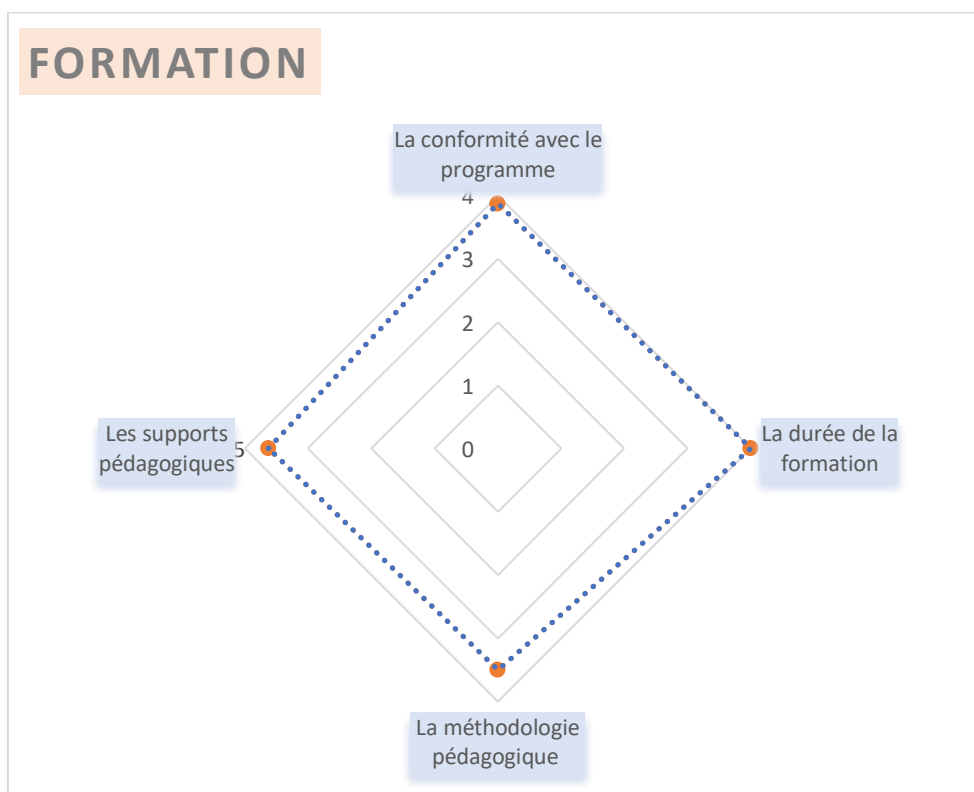 FORMATION
La conformité avec le
programme
4
3
2
1
0
Les supports
pédagogiques
5
La durée de la
formation
La méthodologie
pédagogique